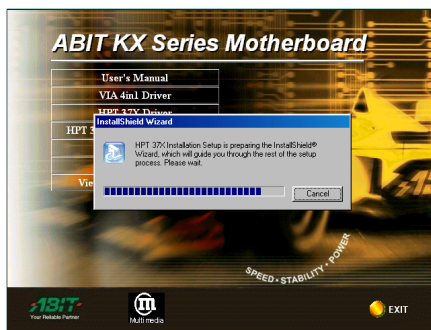 ABIT KX Series Motherboard
User's Manual
VIA 4in1 Driver
HPT 37X Driver
InstallShield Wizard
HPT 3
HPT 37X Installation Setup is preparing the InstallShield®
Wizard, which will guide you through the rest of the setup
process. Please wait.
Vie
Cancel
SPEED • STABILITY • POWER
ABIT
Your Reliable Partner
Multi media
EXIT